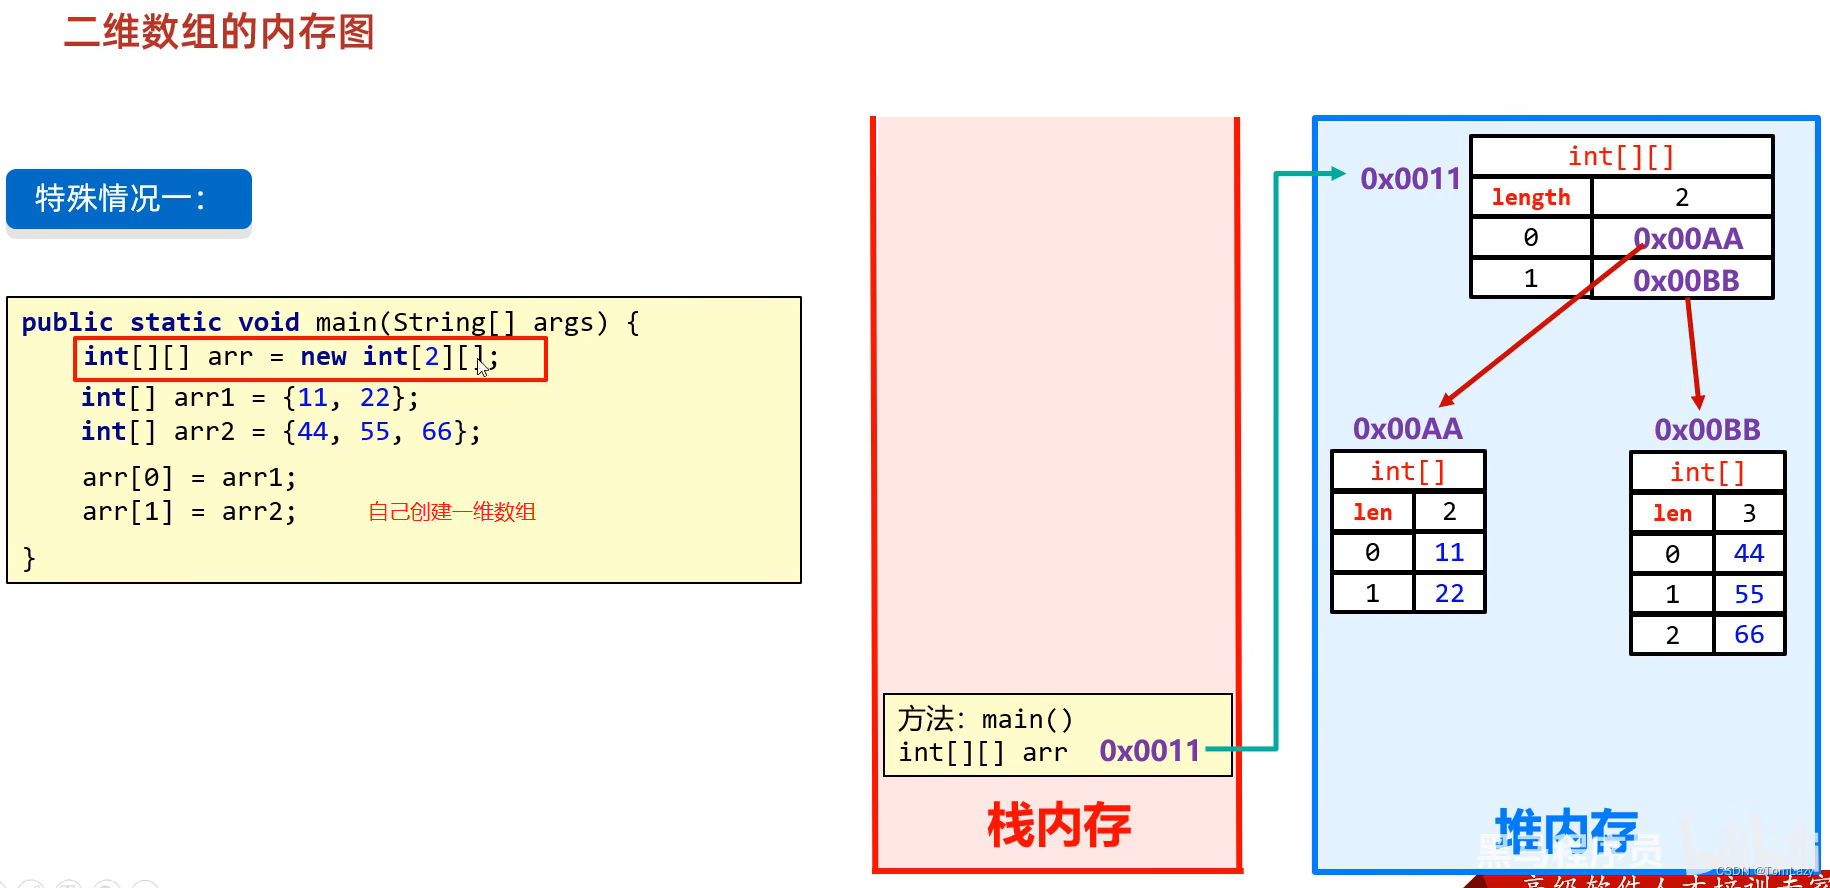 二维数组的内存图
特殊情况一：
public static void main(String[] args) {
int[][] arr = new int[2][];
int[] arr1 = {11, 22};
int[] arr2 = {44, 55, 66};
arr[0] = arr1;
arr[1] = arr2; 自己创建一维数组
}
方法：main()
int[][] arr 0x0011
栈内存
0x0011
int[][]
length 2
0 0x00AA
1 0x00BB
0x00AA
int[]
len 2
0 11
1 22
0x00BB
int[]
len 3
0 44
1 55
2 66
堆内存
黑马程序员
CSDN @TomLazy
高级软件人才培训专家